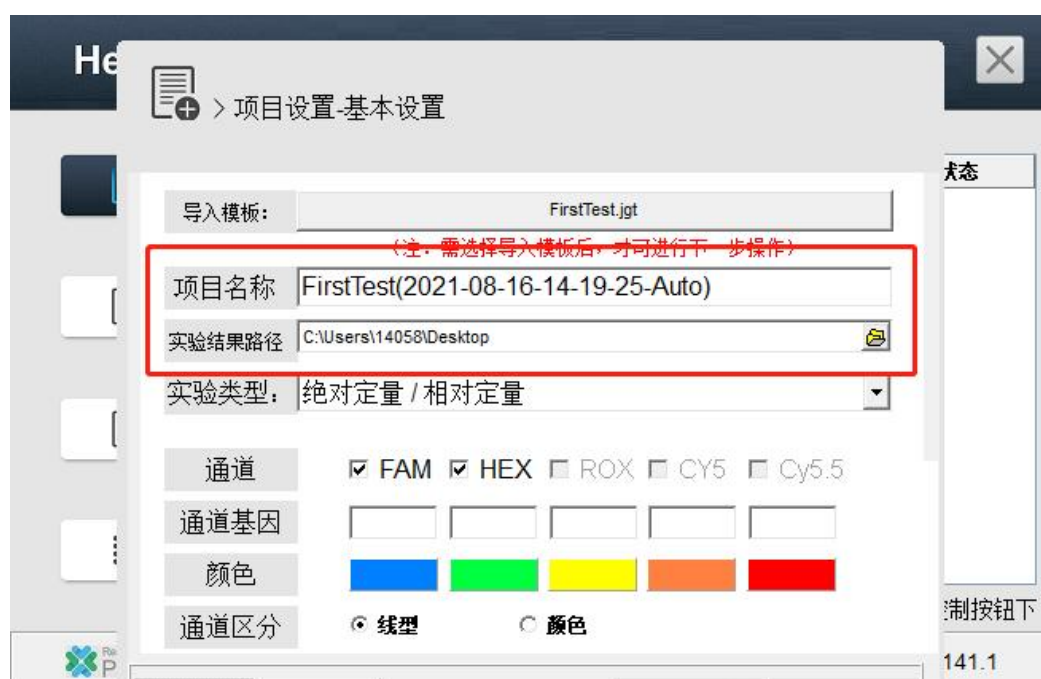 He
> 项目设置-基本设置
状态
导入模板：
FirstTest.jgt
（注：需选择导入模板后，才可进行下一步操作）
项目名称
FirstTest(2021-08-16-14-19-25-Auto)
实验结果路径
C:\Users\14058\Desktop
实验类型：
绝对定量 / 相对定量
通道
FAM HEX ROX CY5 Cy5.5
通道基因
颜色
通道区分
线型 颜色
制按钮下
Re
P
141.1